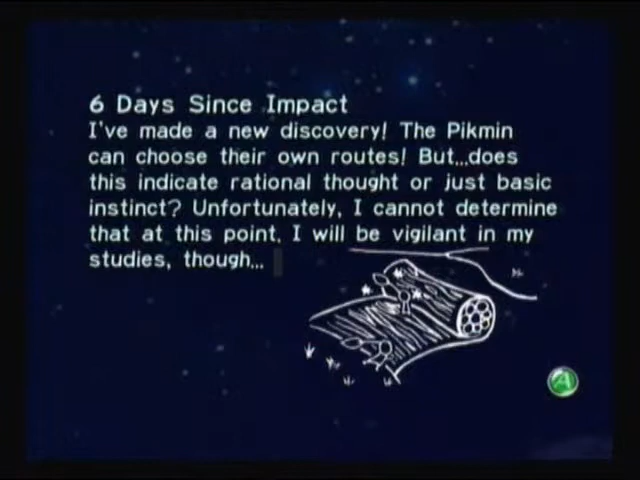 6 Days Since Impact
I've made a new discovery! The Pikmin
can choose their own routes! But...does
this indicate rational thought or just basic
instinct? Unfortunately, I cannot determine
that at this point. I will be vigilant in my
studies, though...
A